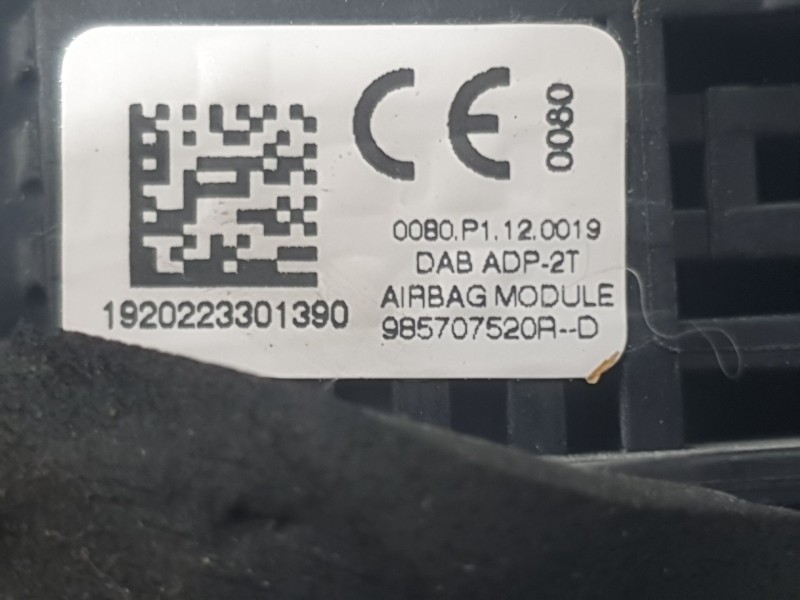 CE 0080
0080.P1.12.0019
DAB ADP-2T
AIRBAG MODULE
985707520R--D
1920223301390